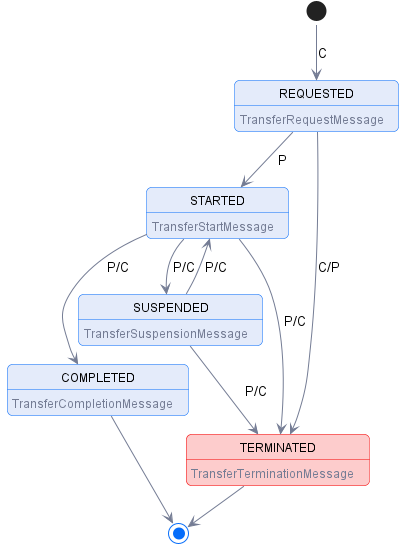 C
REQUESTED
TransferRequestMessage
P
STARTED
TransferStartMessage
P/C
P/C
P/C
C/P
SUSPENDED
TransferSuspensionMessage
P/C
COMPLETED
TransferCompletionMessage
P/C
TERMINATED
TransferTerminationMessage